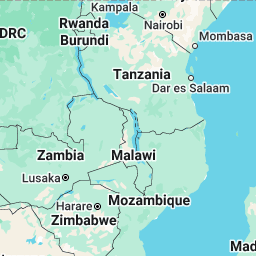 Kampala
Nairobi
Rwanda
DRC
Burundi
Mombasa
Tanzania
Dar es Salaam
Zambia
Malawi
Lusaka
Mozambique
Harare
Zimbabwe
Mad